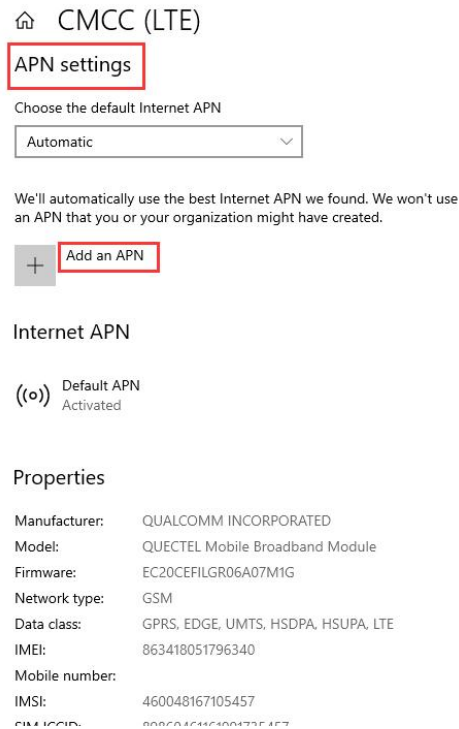 CMCC (LTE)
APN settings
Choose the default Internet APN
Automatic
We'll automatically use the best Internet APN we found. We won't use
an APN that you or your organization might have created.
Add an APN
Internet APN
Default APN
Activated
Properties
Manufacturer: QUALCOMM INCORPORATED
Model: QUECTEL Mobile Broadband Module
Firmware: EC20CEFILGR06A07M1G
Network type: GSM
Data class: GPRS, EDGE, UMTS, HSDPA, HSUPA, LTE
IMEI: 863418051796340
Mobile number:
IMSI: 460048167105457
SIM ICCID: